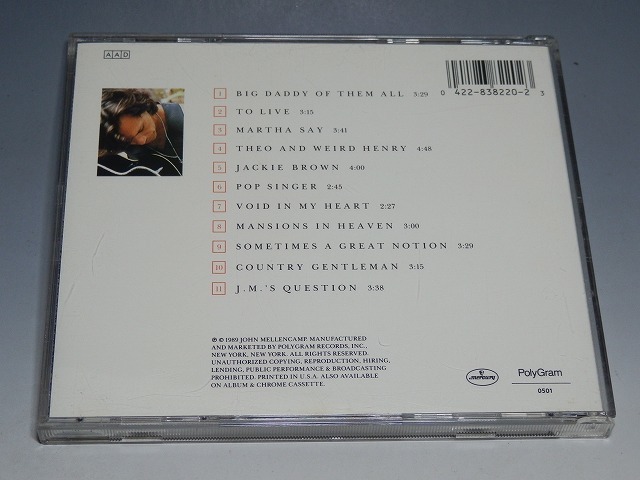 AAD
1 BIG DADDY OF THEM ALL 3:29
2 TO LIVE 3:15
3 MARTHA SAY 3:41
4 THEO AND WEIRD HENRY 4:48
5 JACKIE BROWN 4:00
6 POP SINGER 2:45
7 VOID IN MY HEART 2:27
8 MANSIONS IN HEAVEN 3:00
9 SOMETIMES A GREAT NOTION 3:29
10 COUNTRY GENTLEMAN 3:15
11 J.M.'S QUESTION 3:38
0 422-838220-2 3
℗ © 1989 JOHN MELLENCAMP. MANUFACTURED
AND MARKETED BY POLYGRAM RECORDS, INC.,
NEW YORK, NEW YORK. ALL RIGHTS RESERVED.
UNAUTHORIZED COPYING, REPRODUCTION, HIRING,
LENDING, PUBLIC PERFORMANCE & BROADCASTING
PROHIBITED. PRINTED IN U.S.A. ALSO AVAILABLE
ON ALBUM & CHROME CASSETTE.
mercury
PolyGram
0501